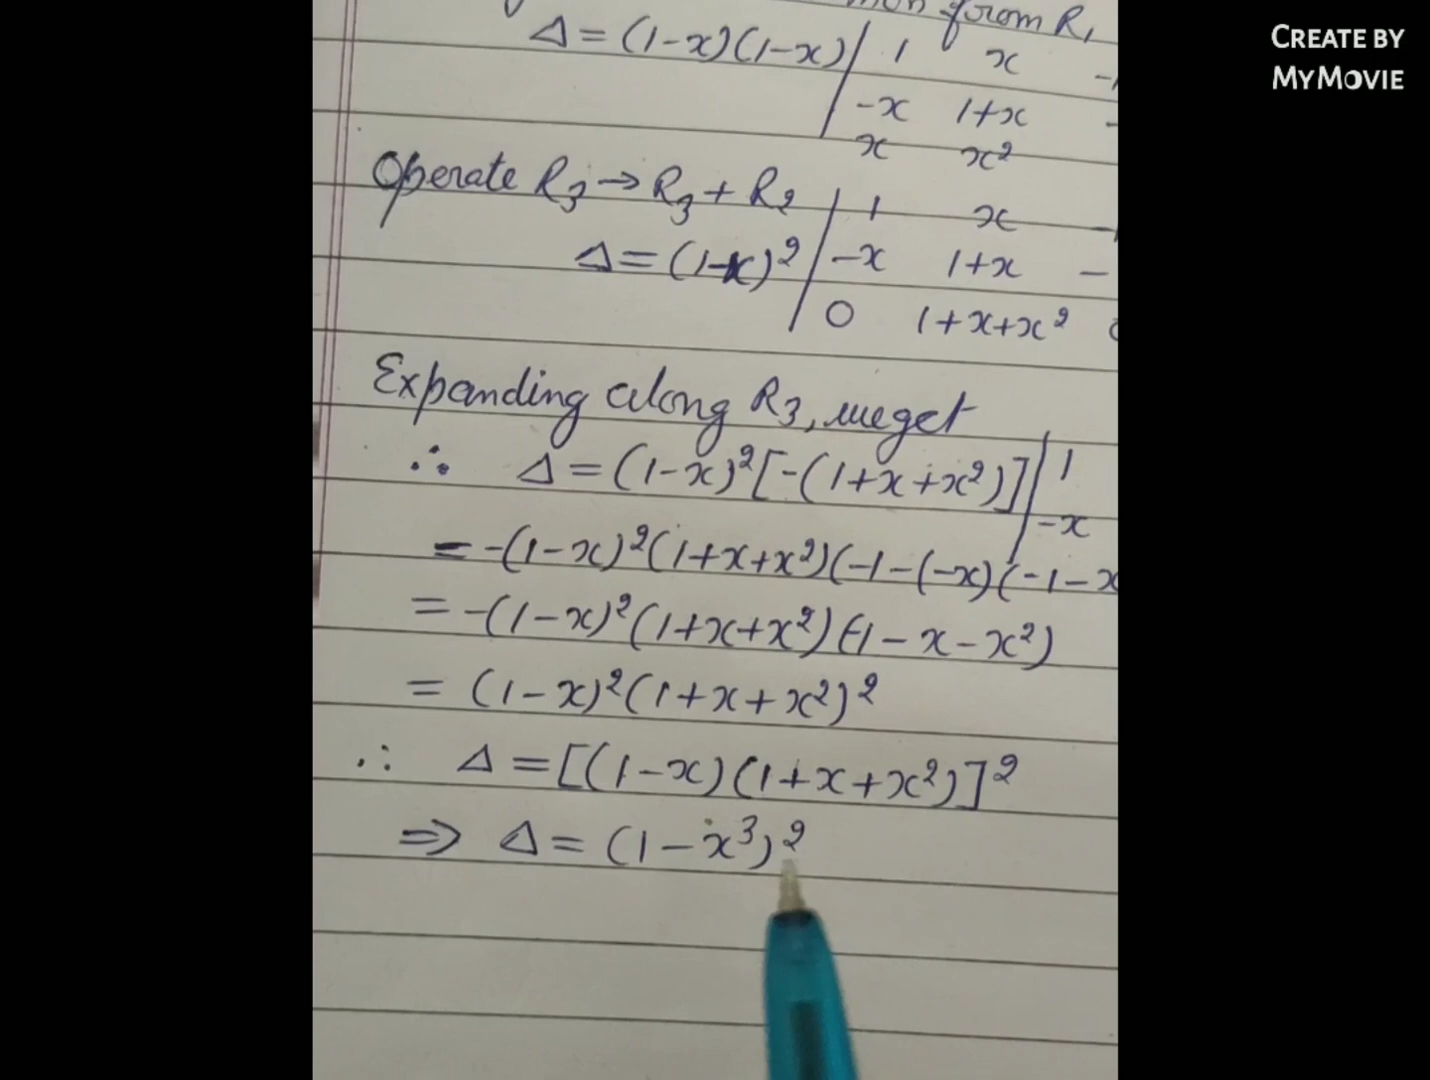 from R₁
Δ = (1-x)(1-x) | 1 x -1
-x 1+x -
x x²
Operate R₃ → R₃ + R₂
| 1 x -1
Δ = (1-x)² | -x 1+x -
0 1+x+x²
Expanding along R₃, we get
∴ Δ = (1-x)²[-(1+x+x²)] | 1
-x
= -(1-x)²(1+x+x²)(-1-(-x)(-1-x
= -(1-x)²(1+x+x²)(-1-x-x²)
= (1-x)²(1+x+x²)²
∴ Δ = [(1-x)(1+x+x²)]²
⇒ Δ = (1-x³)²
CREATE BY
MYMOVIE